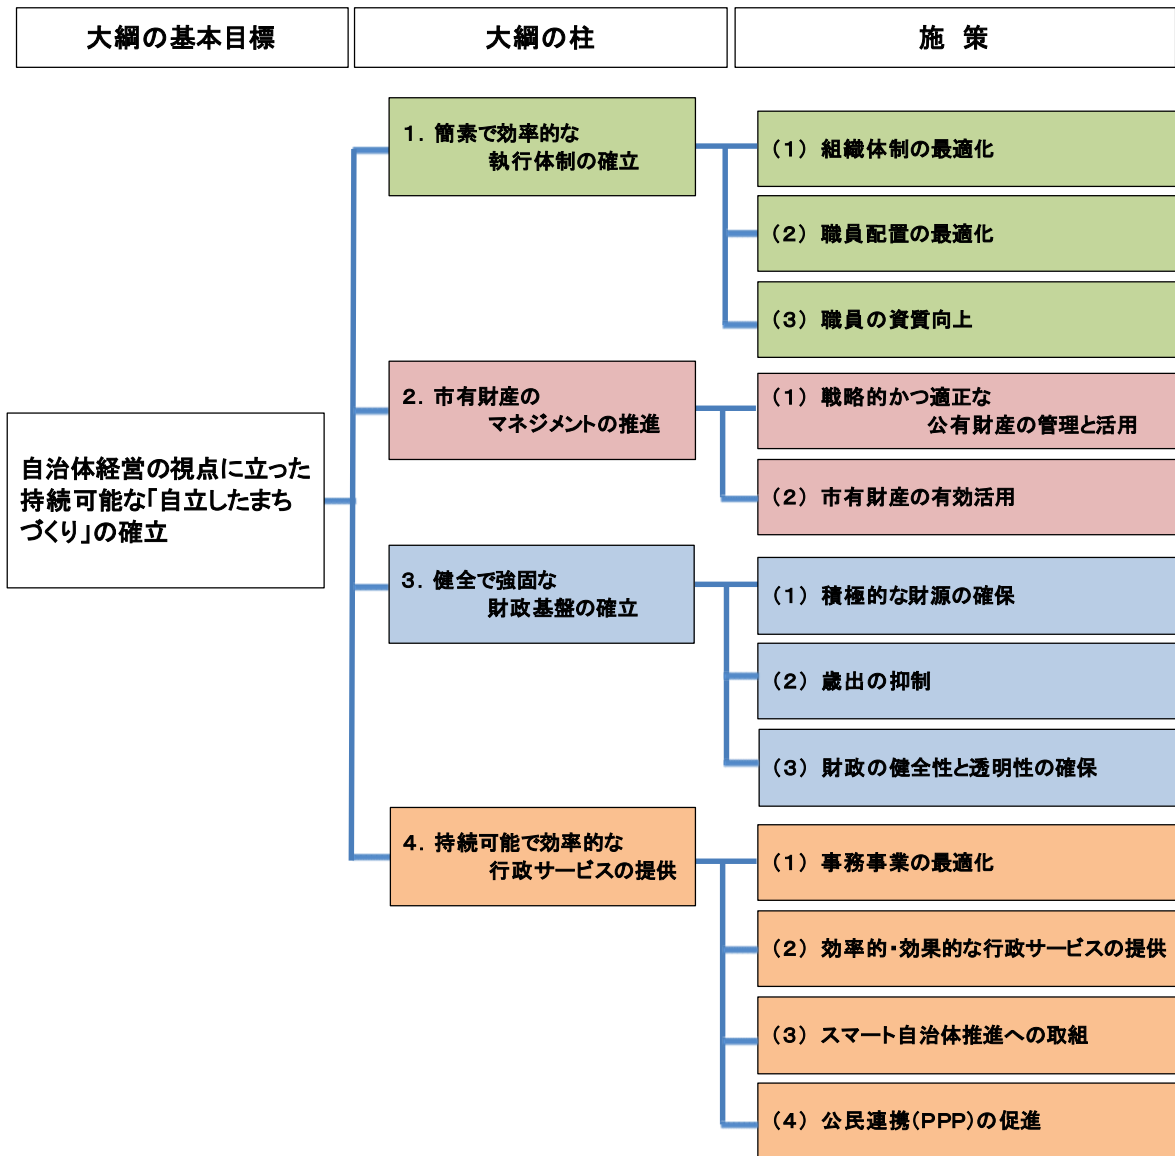 大綱の基本目標
大綱の柱
施 策
自治体経営の視点に立った
持続可能な「自立したまち
づくり」の確立
１．簡素で効率的な
執行体制の確立
（１） 組織体制の最適化
（２） 職員配置の最適化
（３） 職員の資質向上
２．市有財産の
マネジメントの推進
（１） 戦略的かつ適正な
公有財産の管理と活用
（２） 市有財産の有効活用
３．健全で強固な
財政基盤の確立
（１） 積極的な財源の確保
（２） 歳出の抑制
（３） 財政の健全性と透明性の確保
４．持続可能で効率的な
行政サービスの提供
（１） 事務事業の最適化
（２） 効率的・効果的な行政サービスの提供
（３） スマート自治体推進への取組
（４） 公民連携（ＰＰＰ）の促進